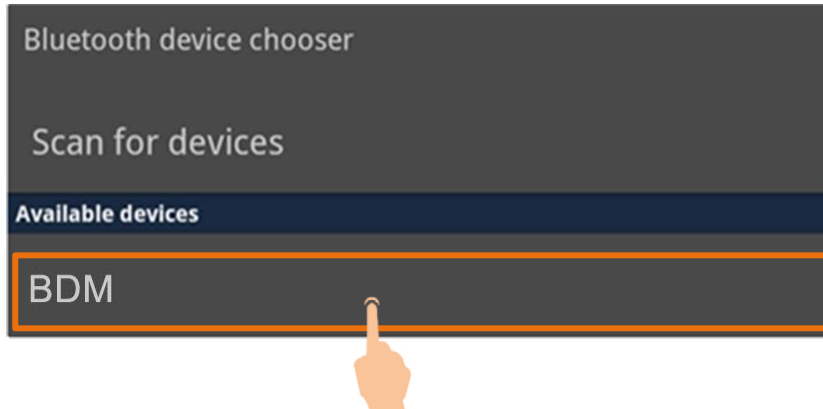 Bluetooth device chooser
Scan for devices
Available devices
BDM